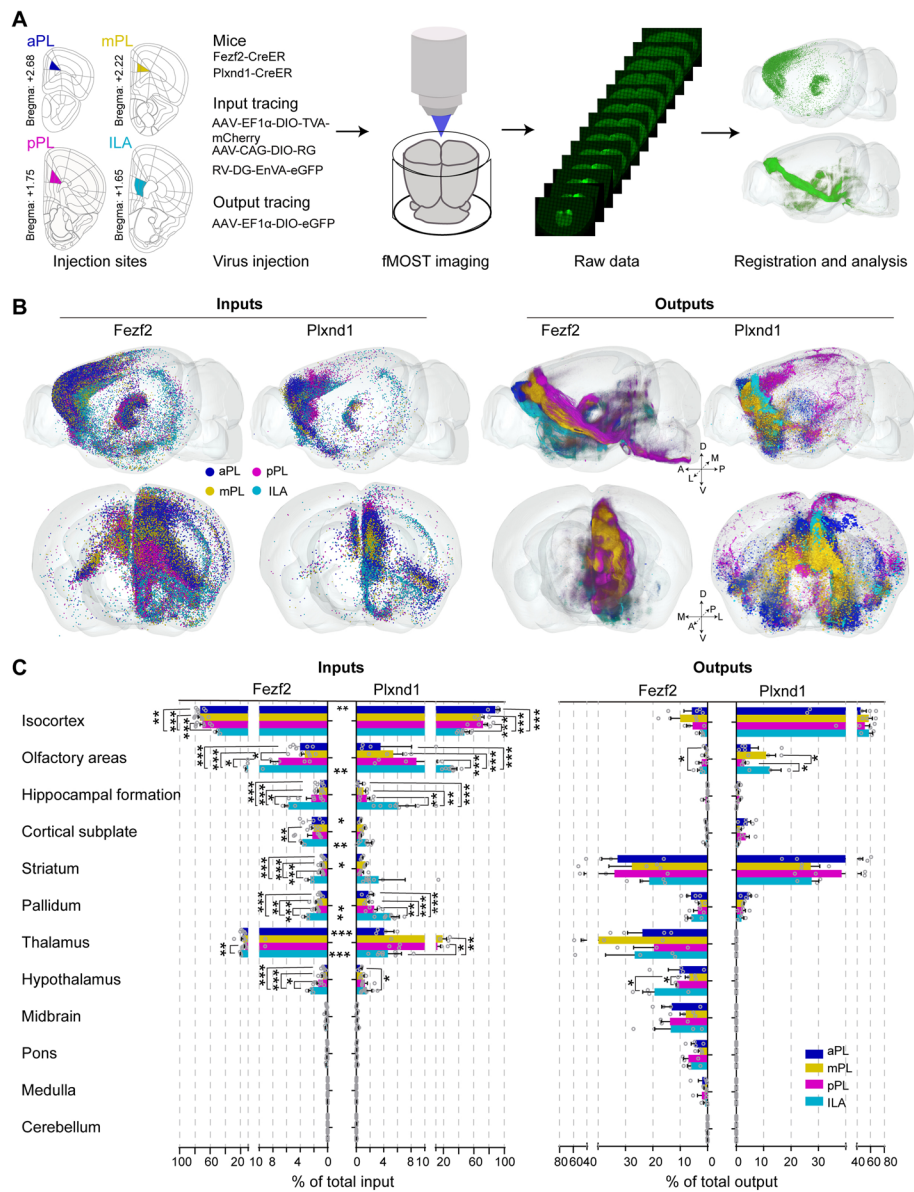 A
aPL
mPL
Bregma: +2.68
Bregma: +2.22
pPL
ILA
Bregma: +1.75
Bregma: +1.65
Injection sites
Mice
Fezf2-CreER
Plxnd1-CreER
Input tracing
AAV-EF1α-DIO-TVA-
mCherry
AAV-CAG-DIO-RG
RV-DG-EnVA-eGFP
Output tracing
AAV-EF1α-DIO-eGFP
Virus injection
fMOST imaging
Raw data
Registration and analysis
B
Inputs
Outputs
Fezf2
Plxnd1
Fezf2
Plxnd1
aPL
pPL
mPL
ILA
D
M
A
P
L
V
D
P
M
L
A
V
C
Inputs
Outputs
Fezf2
Plxnd1
Fezf2
Plxnd1
Isocortex
Olfactory areas
Hippocampal formation
Cortical subplate
Striatum
Pallidum
Thalamus
Hypothalamus
Midbrain
Pons
Medulla
Cerebellum
aPL
mPL
pPL
ILA
100 80 60 40 20 10 8 4 0 0 4 8 10 20 40 60 80 100
80 60 40 30 20 10 0 0 10 20 30 40 60 80
% of total input
% of total output